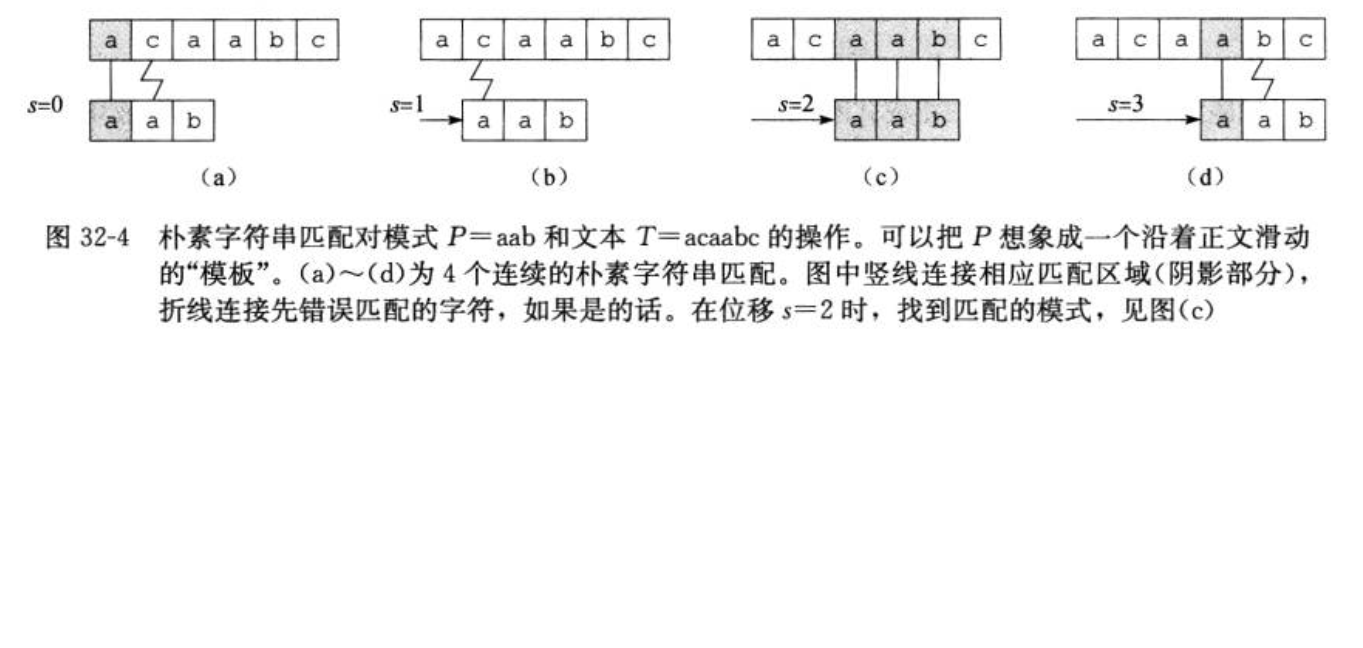 a c a a b c a c a a b c a c a a b c a c a a b c
s=0 a a b s=1 a a b s=2 a a b s=3 a a b
(a) (b) (c) (d)
图 32-4 朴素字符串匹配对模式 P=aab 和文本 T=acaabc 的操作。可以把 P 想象成一个沿着正文滑动
的“模板”。(a)～(d)为 4 个连续的朴素字符串匹配。图中竖线连接相应匹配区域(阴影部分),
折线连接先错误匹配的字符，如果是的话。在位移 s=2 时，找到匹配的模式，见图(c)